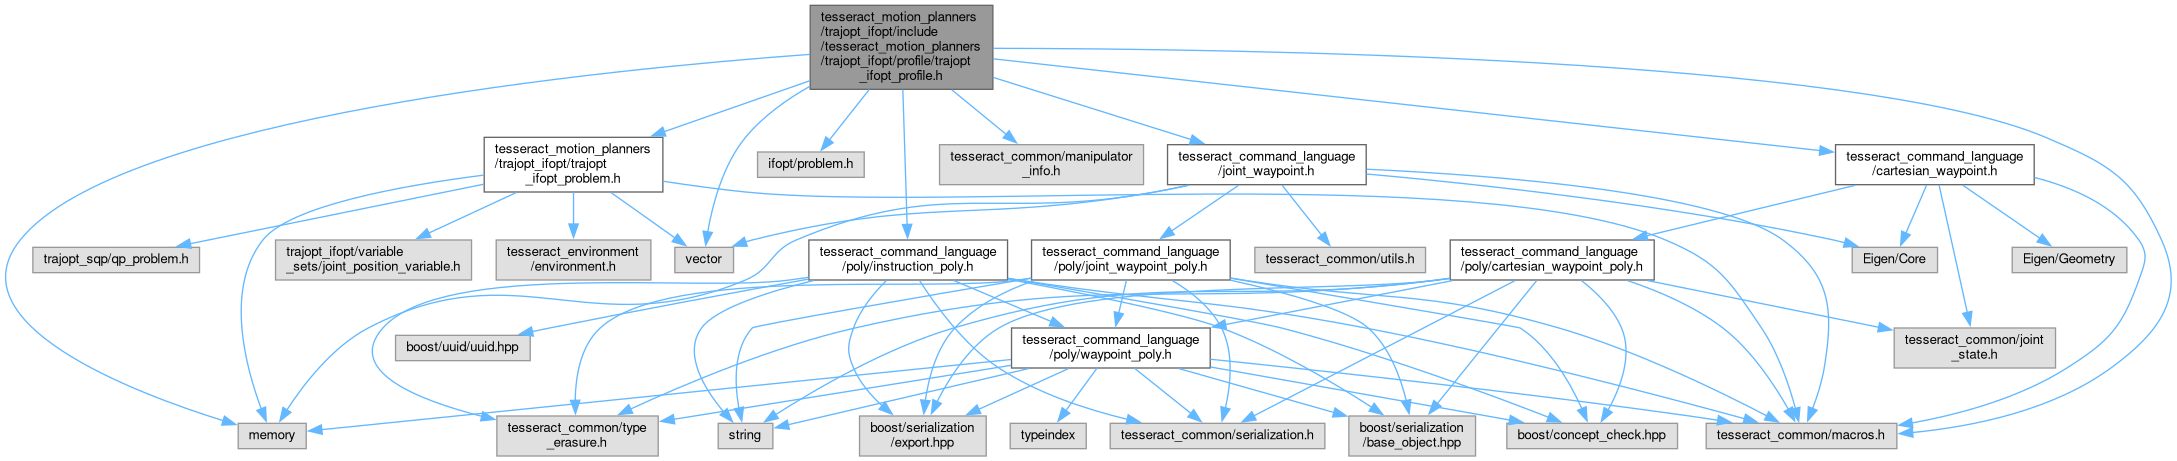 tesseract_motion_planners
/trajopt_ifopt/include
/tesseract_motion_planners
/trajopt_ifopt/profile/trajopt
_ifopt_profile.h
tesseract_motion_planners
/trajopt_ifopt/trajopt
_ifopt_problem.h
ifopt/problem.h
tesseract_common/manipulator
_info.h
tesseract_command_language
/joint_waypoint.h
tesseract_command_language
/cartesian_waypoint.h
trajopt_sqp/qp_problem.h
trajopt_ifopt/variable
_sets/joint_position_variable.h
tesseract_environment
/environment.h
vector
tesseract_command_language
/poly/instruction_poly.h
tesseract_command_language
/poly/joint_waypoint_poly.h
tesseract_common/utils.h
tesseract_command_language
/poly/cartesian_waypoint_poly.h
Eigen/Core
Eigen/Geometry
boost/uuid/uuid.hpp
tesseract_command_language
/poly/waypoint_poly.h
tesseract_common/joint
_state.h
memory
tesseract_common/type
_erasure.h
string
boost/serialization
/export.hpp
typeindex
tesseract_common/serialization.h
boost/serialization
/base_object.hpp
boost/concept_check.hpp
tesseract_common/macros.h